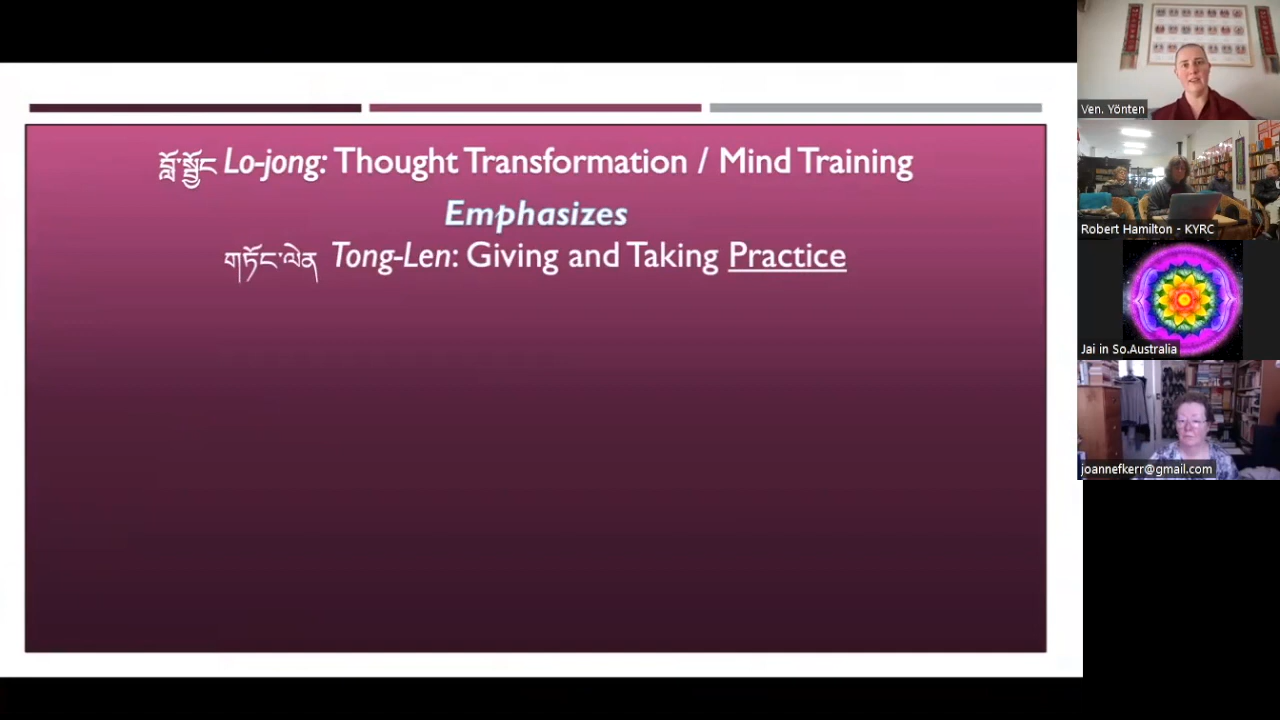 བློ་སྦྱོང Lo-jong: Thought Transformation / Mind Training
Emphasizes
གཏོང་ལེན Tong-Len: Giving and Taking Practice
Ven. Yönten
Robert Hamilton - KYRC
Jai in So.Australia
joannefkerr@gmail.com